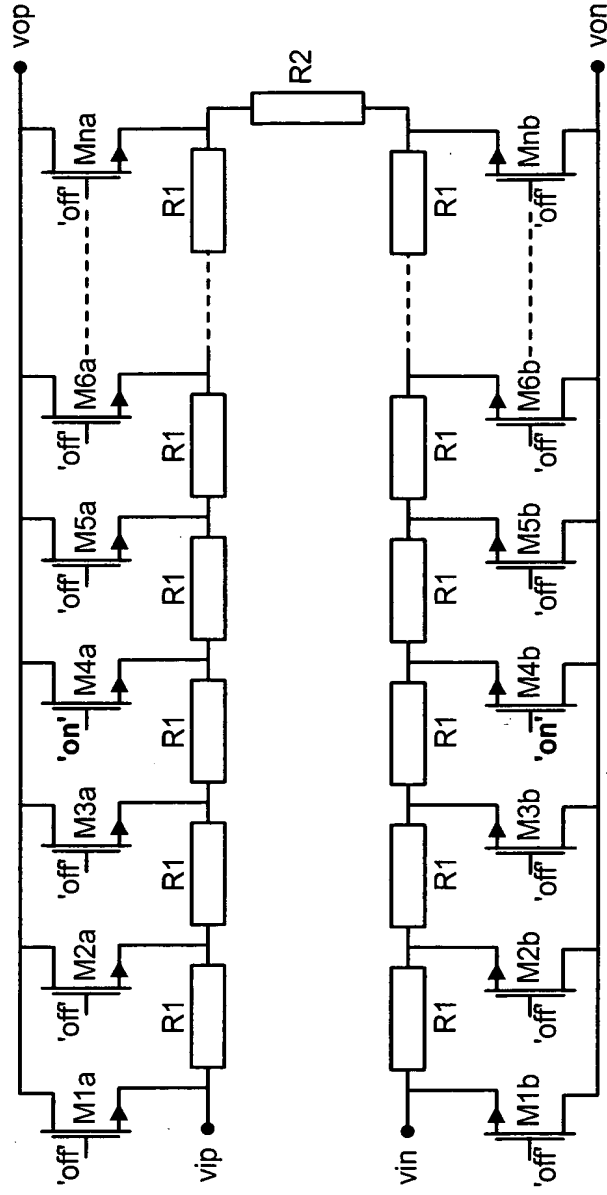 vop
M1a M2a M3a M4a M5a M6a Mna
'off' 'off' 'off' 'on' 'off' 'off' 'off'
vip
R1 R1 R1 R1 R1 R1
R2
vin
R1 R1 R1 R1 R1 R1
M1b M2b M3b M4b M5b M6b Mnb
'off' 'off' 'off' 'on' 'off' 'off' 'off'
von